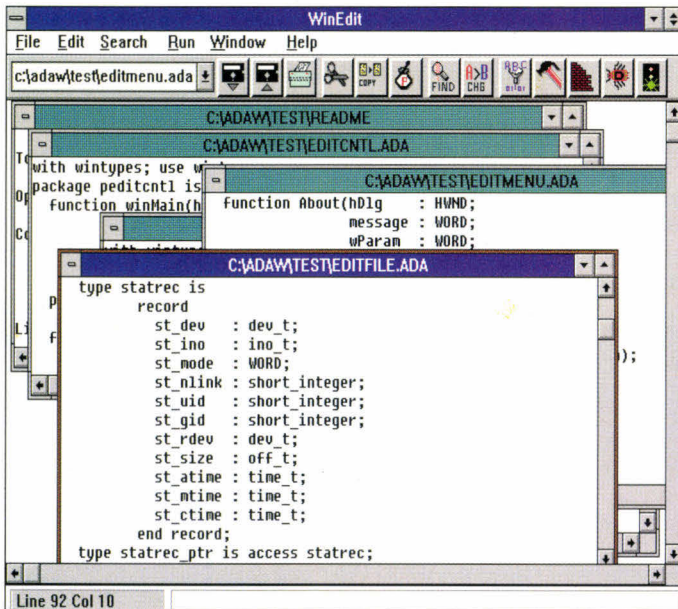 WinEdit
File Edit Search Run Window Help
c:\adaw\test\editmenu.ada
COPY
FIND
A>B
CHG
ABC
C:\ADAW\TEST\README
C:\ADAW\TEST\EDITCNTL.ADA
with wintypes; use
package peditcntl is
function winMain(h
C:\ADAW\TEST\EDITMENU.ADA
function About(hDlg : HWND;
message : WORD;
wParam : WORD;
C:\ADAW\TEST\EDITFILE.ADA
type statrec is
record
st_dev : dev_t;
st_ino : ino_t;
st_mode : WORD;
st_nlink : short_integer;
st_uid : short_integer;
st_gid : short_integer;
st_rdev : dev_t;
st_size : off_t;
st_atime : time_t;
st_mtime : time_t;
st_ctime : time_t;
end record;
type statrec_ptr is access statrec;
);
Line 92 Col 10